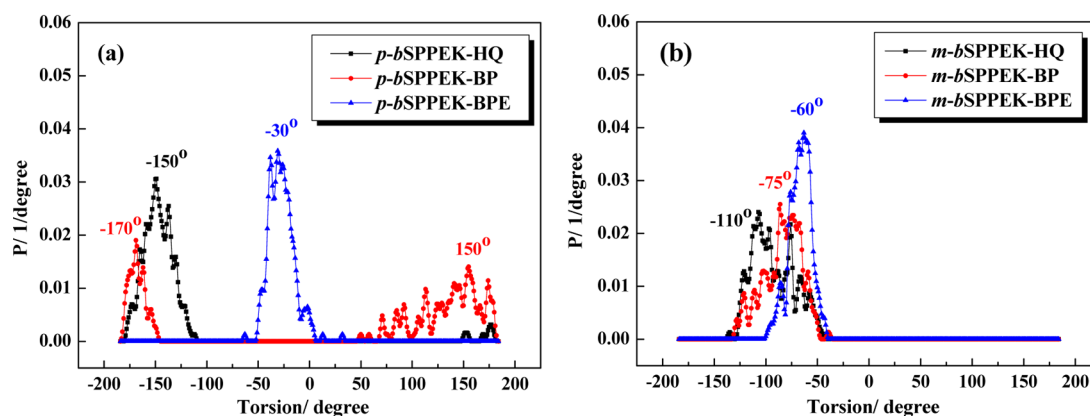 (a)
p-bSPPEK-HQ
p-bSPPEK-BP
p-bSPPEK-BPE
-170°
-150°
-30°
150°
P/ 1/degree
0.06
0.05
0.04
0.03
0.02
0.01
0.00
-200 -150 -100 -50 0 50 100 150 200
Torsion/ degree
(b)
m-bSPPEK-HQ
m-bSPPEK-BP
m-bSPPEK-BPE
-60°
-75°
-110°
P/ 1/degree
0.06
0.05
0.04
0.03
0.02
0.01
0.00
-200 -150 -100 -50 0 50 100 150 200
Torsion/ degree